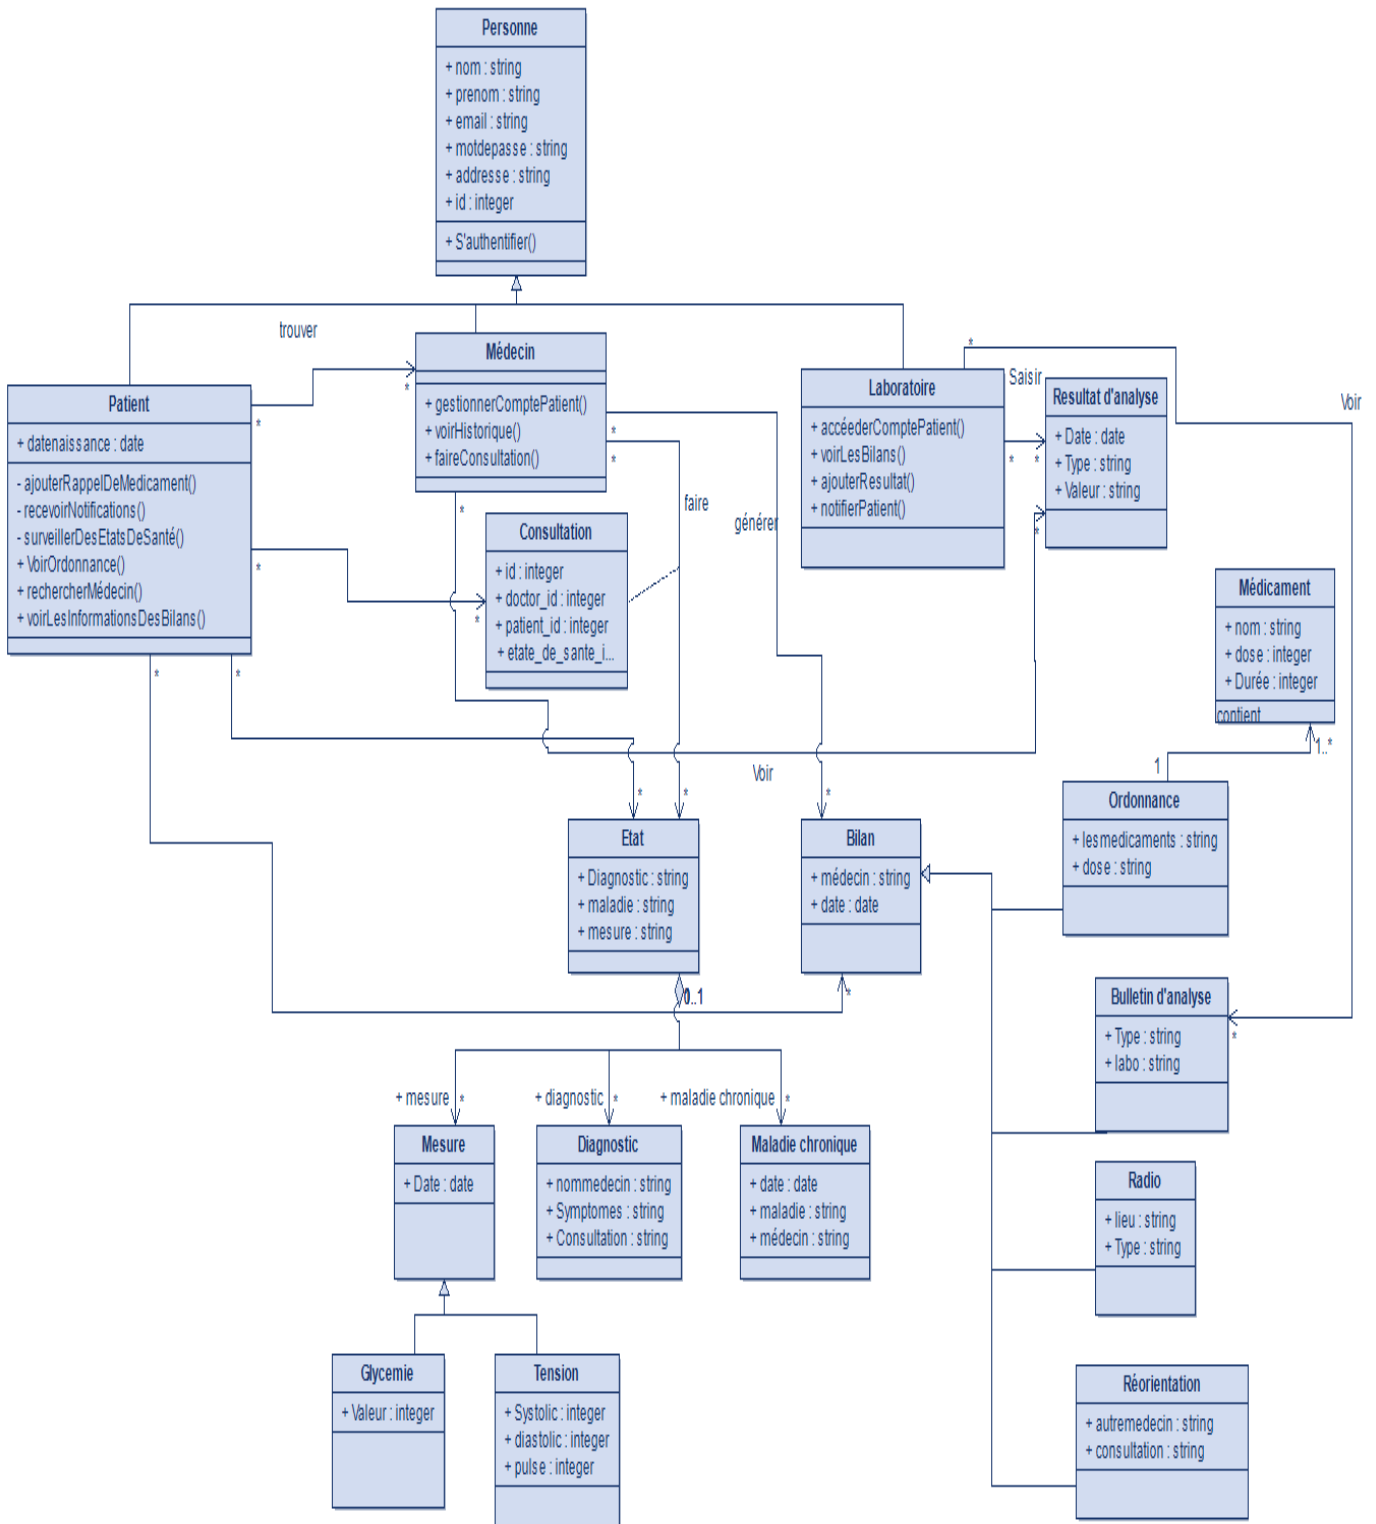 Personne
+ nom : string
+ prenom : string
+ email : string
+ motdepasse : string
+ addresse : string
+ id : integer
+ S'authentifier()
trouver
*
*
Médecin
+ gestionnerComptePatient()
+ voirHistorique()
+ faireConsultation()
*
*
*
Patient
+ datenaissance : date
- ajouterRappelDeMedicament()
- recevoirNotifications()
- surveillerDesEtatsDeSanté()
+ VoirOrdonnance()
+ rechercherMédecin()
+ voirLesInformationsDesBilans()
*
*
*
*
Laboratoire
+ accéederComptePatient()
+ voirLesBilans()
+ ajouterResultat()
+ notifierPatient()
*
Saisir
*
*
Resultat d'analyse
+ Date : date
+ Type : string
+ Valeur : string
*
Voir
faire
générer
Consultation
+ id : integer
+ doctor_id : integer
+ patient_id : integer
+ etate_de_sante_i...
Médicament
+ nom : string
+ dose : integer
+ Durée : integer
contient
1..*
1
Voir
*
*
*
Ordonnance
+ lesmedicaments : string
+ dose : string
Etat
+ Diagnostic : string
+ maladie : string
+ mesure : string
Bilan
+ médecin : string
+ date : date
0..1
*
Bulletin d'analyse
+ Type : string
+ labo : string
*
+ mesure
*
+ diagnostic
*
+ maladie chronique
*
Mesure
+ Date : date
Diagnostic
+ nommedecin : string
+ Symptomes : string
+ Consultation : string
Maladie chronique
+ date : date
+ maladie : string
+ médecin : string
Radio
+ lieu : string
+ Type : string
Glycemie
+ Valeur : integer
Tension
+ Systolic : integer
+ diastolic : integer
+ pulse : integer
Réorientation
+ autremedecin : string
+ consultation : string